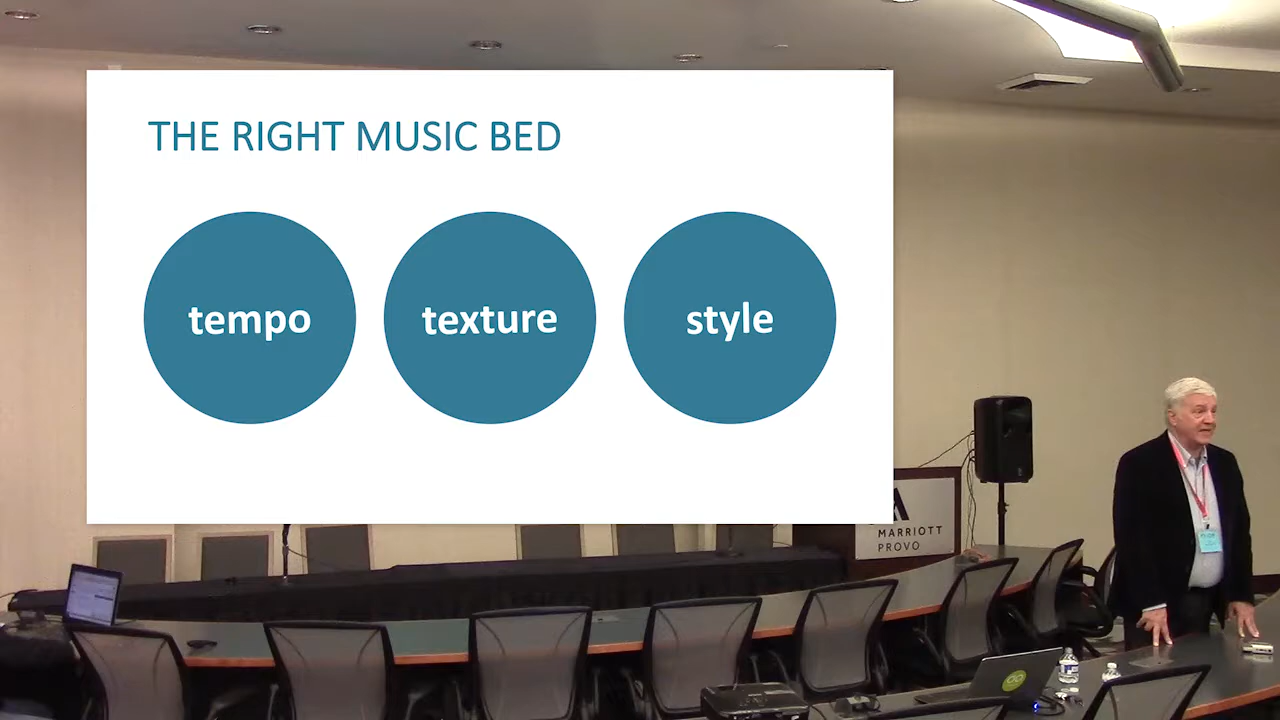 THE RIGHT MUSIC BED
tempo
texture
style
MARRIOTT
PROVO